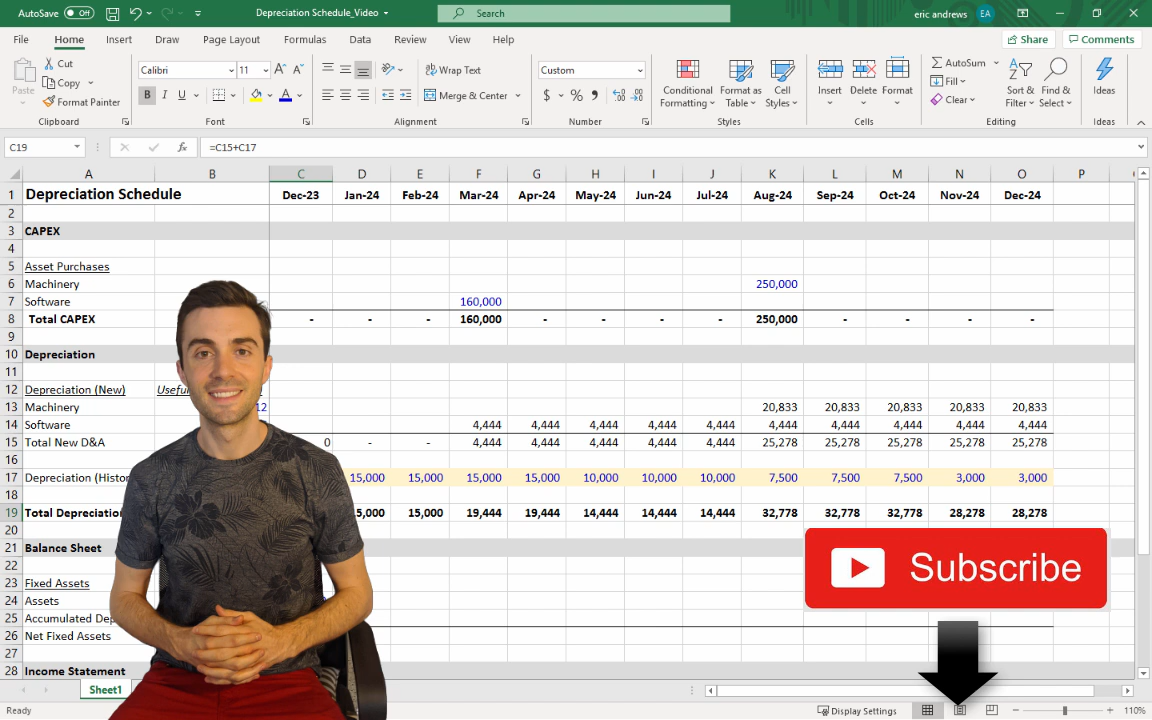 AutoSave Off Depreciation Schedule_Video Search eric andrews EA
File Home Insert Draw Page Layout Formulas Data Review View Help Share Comments
Paste Cut Copy Format Painter Clipboard
Calibri 11 A A B I U A Font
Wrap Text Merge & Center Alignment
Custom $ % Number
Conditional Formatting Format as Table Cell Styles Styles
Insert Delete Format Cells
AutoSum Fill Clear Sort & Filter Find & Select Editing
Ideas Ideas
C19 fx =C15+C17
A B C D E F G H I J K L M N O P
1 Depreciation Schedule Dec-23 Jan-24 Feb-24 Mar-24 Apr-24 May-24 Jun-24 Jul-24 Aug-24 Sep-24 Oct-24 Nov-24 Dec-24
2
3 CAPEX
4
5 Asset Purchases
6 Machinery 250,000
7 Software 160,000
8 Total CAPEX - - - 160,000 - - - - 250,000 - - - -
9
10 Depreciation
11
12 Depreciation (New)
13 Machinery 12 20,833 20,833 20,833 20,833 20,833
14 Software 4,444 4,444 4,444 4,444 4,444 4,444 4,444 4,444 4,444 4,444
15 Total New D&A 0 - - 4,444 4,444 4,444 4,444 4,444 25,278 25,278 25,278 25,278 25,278
16
17 Depreciation 15,000 15,000 15,000 15,000 10,000 10,000 10,000 7,500 7,500 7,500 3,000 3,000
18
19 Total 15,000 19,444 19,444 14,444 14,444 14,444 32,778 32,778 32,778 28,278 28,278
20
21 Balance Sheet
22
23 Fixed Assets
24 Assets
25 Accumulated
26 Net Fixed Assets
27
28 Income Statement
Subscribe
Sheet1
Ready Display Settings 110%